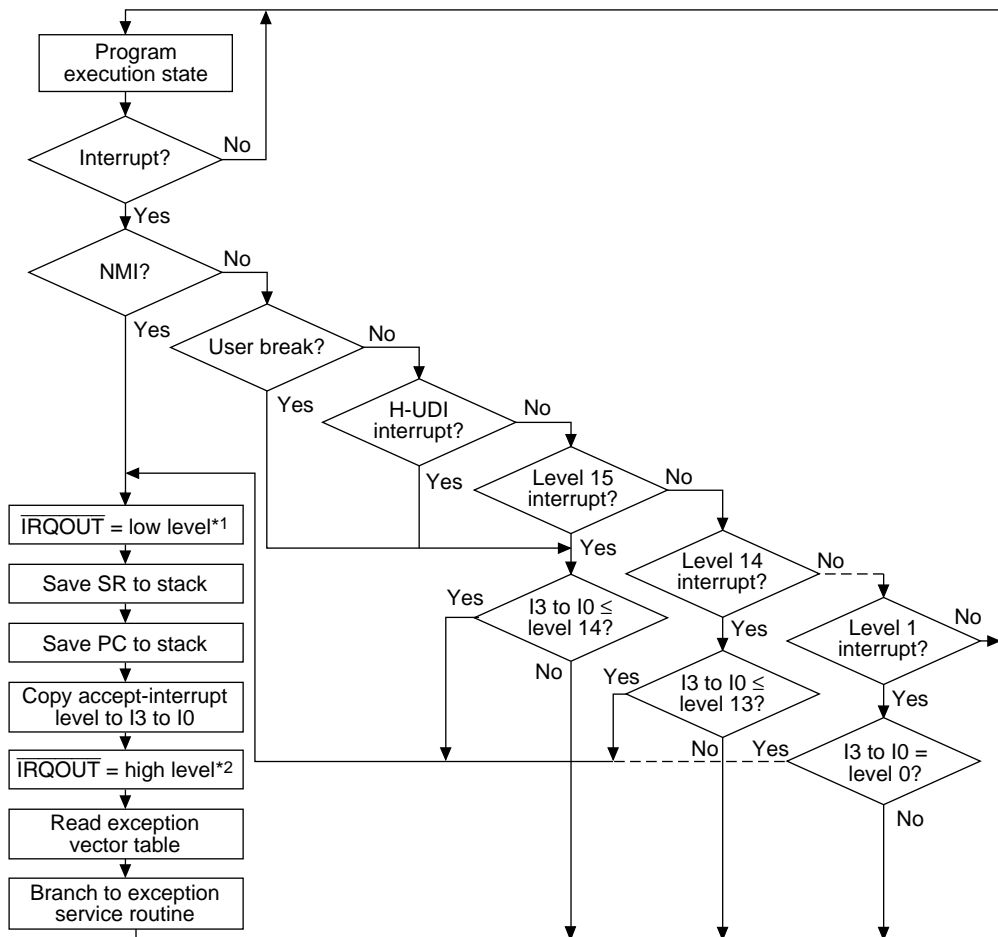 Program
execution state
No
Interrupt?
Yes
NMI?
No
Yes
User break?
No
Yes
H-UDI
interrupt?
No
Yes
Level 15
interrupt?
No
Yes
Level 14
interrupt?
No
Yes
Level 1
interrupt?
No
Yes
IRQOUT = low level*1
Save SR to stack
Save PC to stack
Copy accept-interrupt
level to I3 to I0
IRQOUT = high level*2
Read exception
vector table
Branch to exception
service routine
Yes
I3 to I0 ≤
level 14?
No
Yes
I3 to I0 ≤
level 13?
No
Yes
I3 to I0 =
level 0?
No